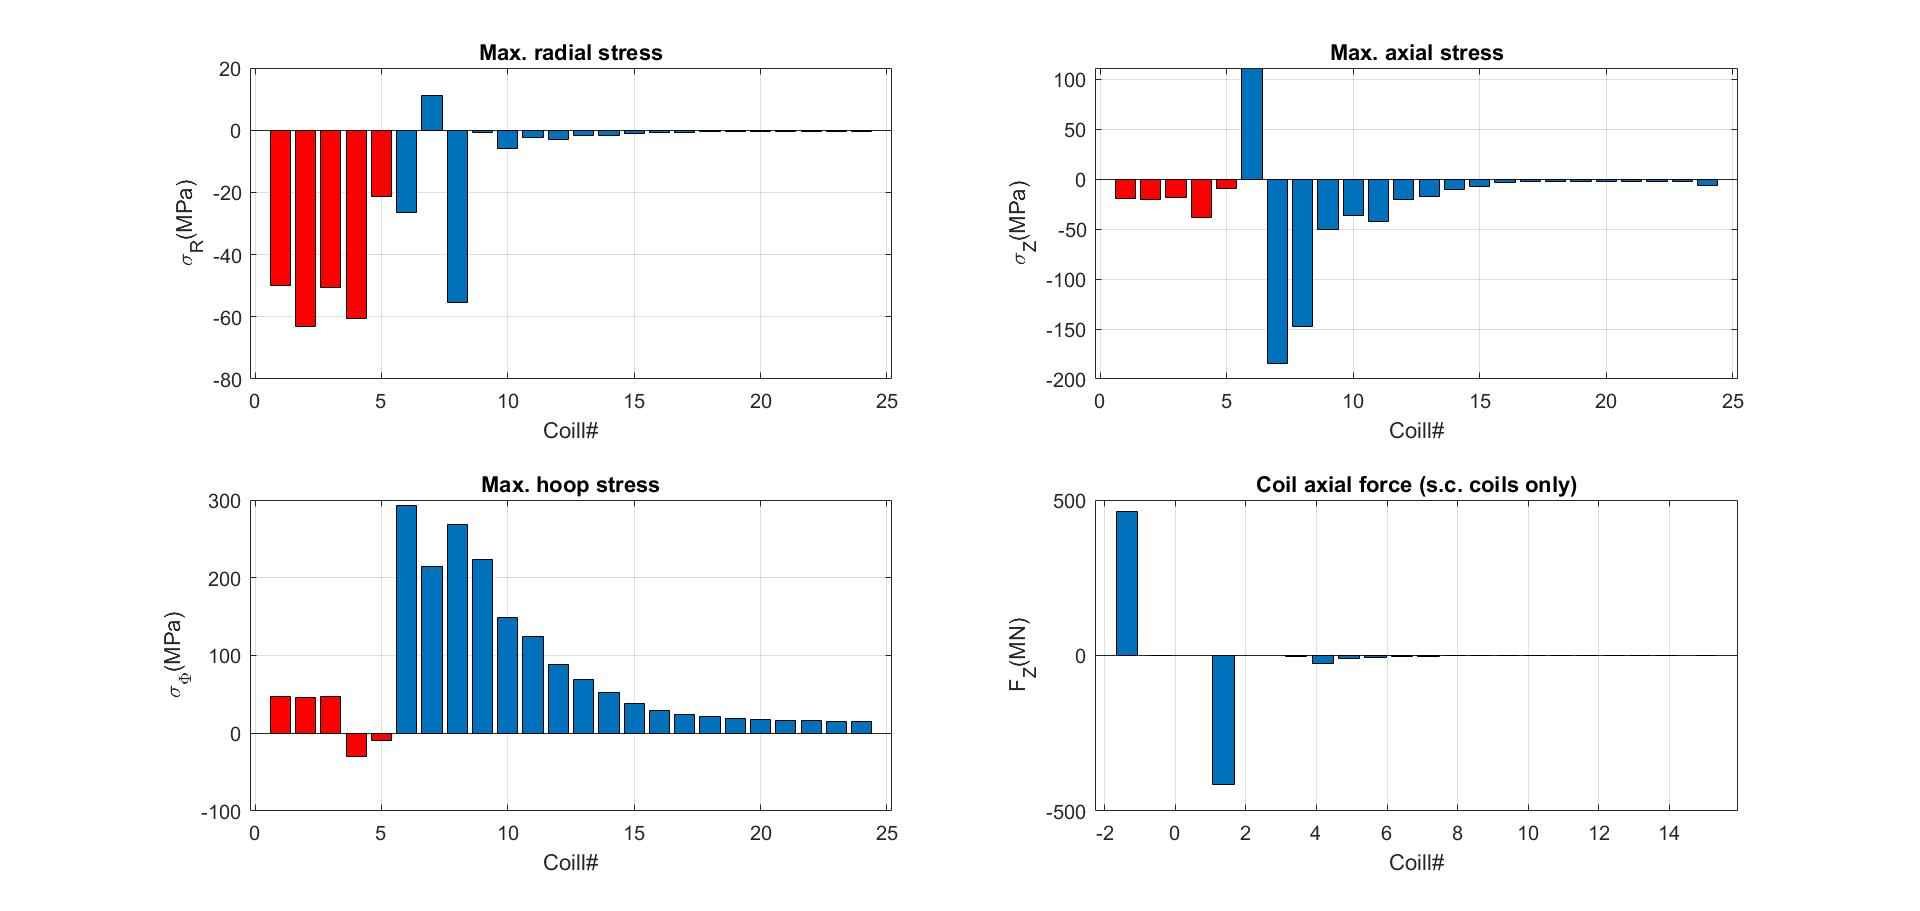 Max. radial stress
20
0
-20
-40
-60
-80
σR(MPa)
0 5 10 15 20 25
Coill#
Max. axial stress
100
50
0
-50
-100
-150
-200
σZ(MPa)
0 5 10 15 20 25
Coill#
Max. hoop stress
300
200
100
0
-100
σΦ(MPa)
0 5 10 15 20 25
Coill#
Coil axial force (s.c. coils only)
500
0
-500
FZ(MN)
-2 0 2 4 6 8 10 12 14
Coill#